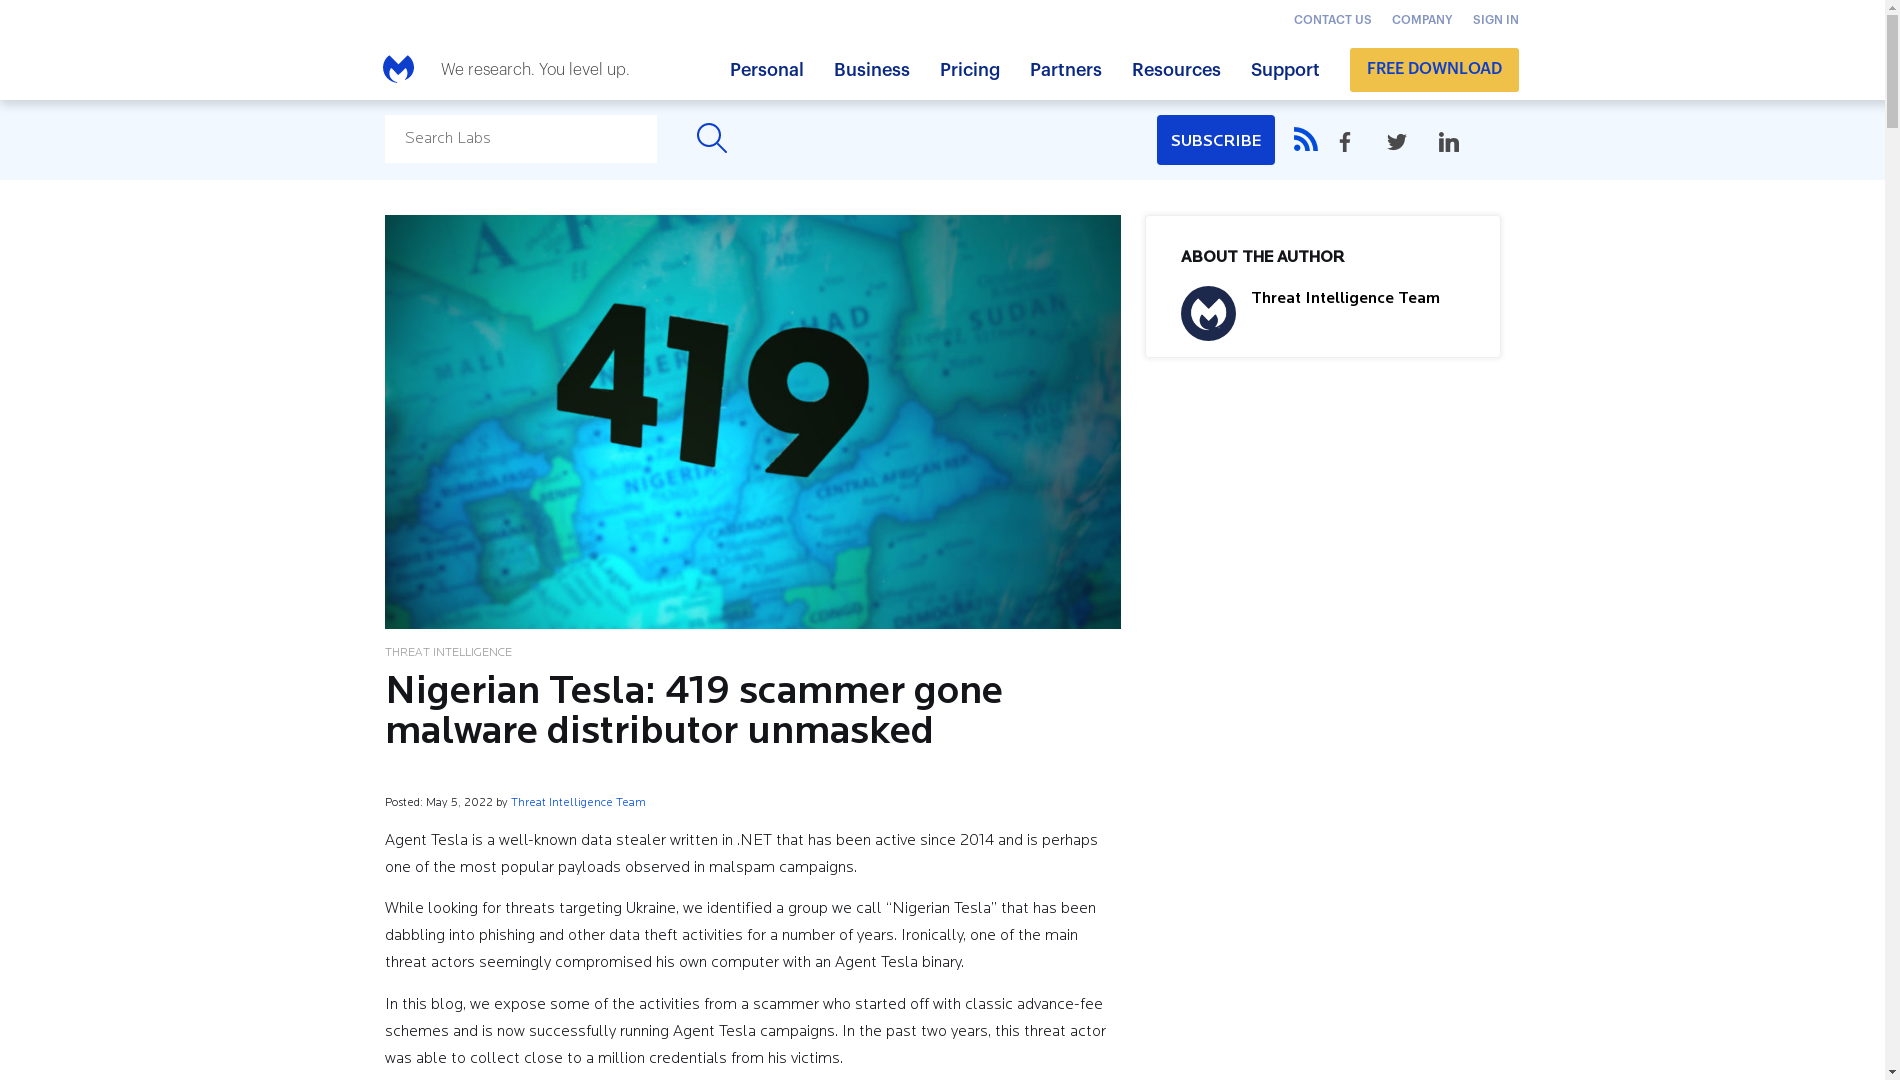 CONTACT US COMPANY SIGN IN
We research. You level up.
Personal Business Pricing Partners Resources Support FREE DOWNLOAD
Search Labs
SUBSCRIBE
419
MALI
CHAD
SUDAN
NIGERIA
BURKINA FASO
BENIN
CENTRAL AFRICAN REP.
CAMEROON
CONGO
ABOUT THE AUTHOR
Threat Intelligence Team
THREAT INTELLIGENCE
Nigerian Tesla: 419 scammer gone
malware distributor unmasked
Posted: May 5, 2022 by Threat Intelligence Team
Agent Tesla is a well-known data stealer written in .NET that has been active since 2014 and is perhaps
one of the most popular payloads observed in malspam campaigns.
While looking for threats targeting Ukraine, we identified a group we call “Nigerian Tesla” that has been
dabbling into phishing and other data theft activities for a number of years. Ironically, one of the main
threat actors seemingly compromised his own computer with an Agent Tesla binary.
In this blog, we expose some of the activities from a scammer who started off with classic advance-fee
schemes and is now successfully running Agent Tesla campaigns. In the past two years, this threat actor
was able to collect close to a million credentials from his victims.